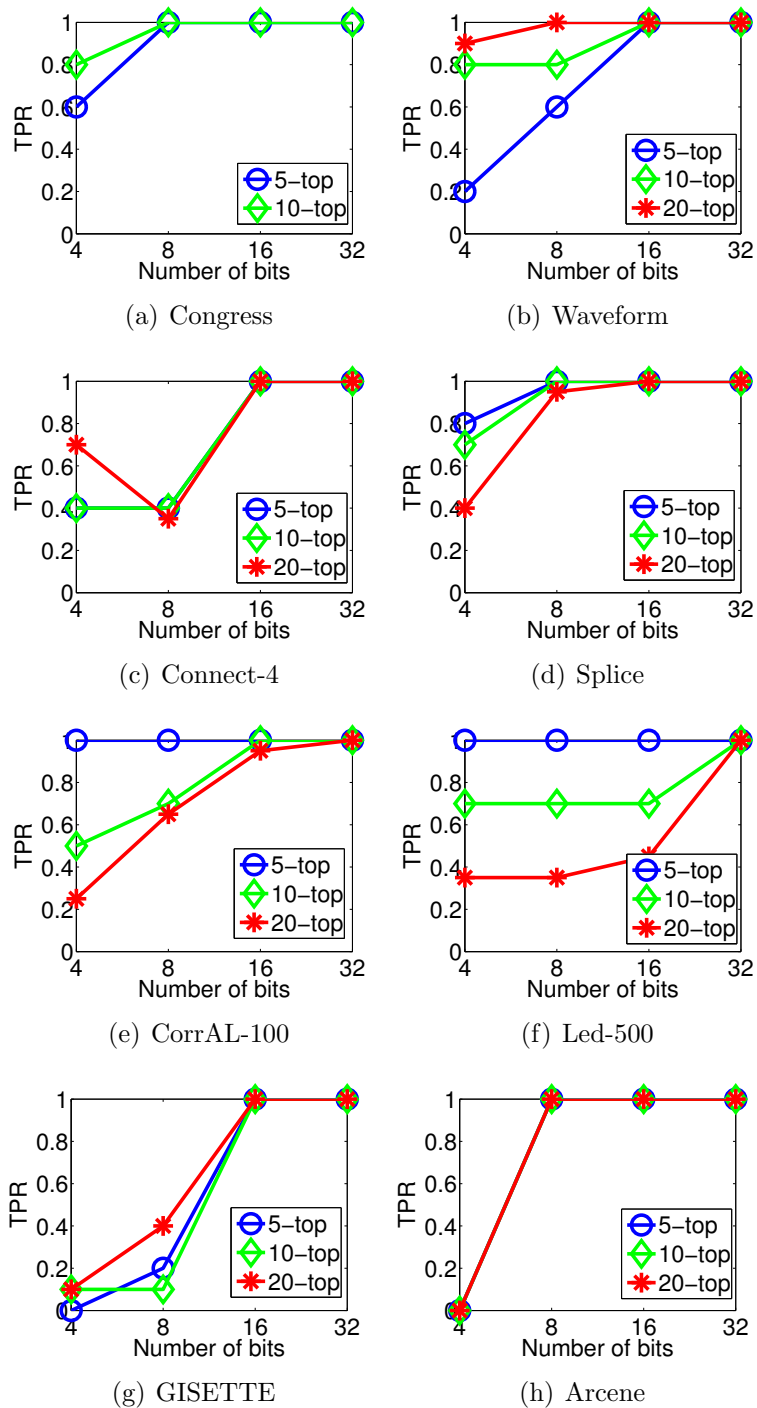 1
0.8
0.6
0.4
0.2
0
TPR
4 8 16 32
Number of bits
5-top
10-top
(a) Congress
1
0.8
0.6
0.4
0.2
0
TPR
4 8 16 32
Number of bits
5-top
10-top
20-top
(b) Waveform
1
0.8
0.6
0.4
0.2
0
TPR
4 8 16 32
Number of bits
5-top
10-top
20-top
(c) Connect-4
1
0.8
0.6
0.4
0.2
0
TPR
4 8 16 32
Number of bits
5-top
10-top
20-top
(d) Splice
1
0.8
0.6
0.4
0.2
0
TPR
4 8 16 32
Number of bits
5-top
10-top
20-top
(e) CorrAL-100
1
0.8
0.6
0.4
0.2
0
TPR
4 8 16 32
Number of bits
5-top
10-top
20-top
(f) Led-500
1
0.8
0.6
0.4
0.2
0
TPR
4 8 16 32
Number of bits
5-top
10-top
20-top
(g) GISETTE
1
0.8
0.6
0.4
0.2
0
TPR
4 8 16 32
Number of bits
5-top
10-top
20-top
(h) Arcene